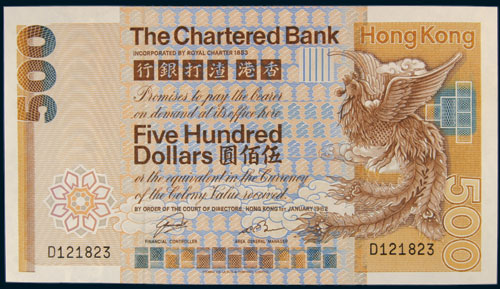 500
The Chartered Bank
Hong Kong
INCORPORATED BY ROYAL CHARTER 1853
行銀打渣港香
Promises to pay the bearer
on demand at its office here
Five Hundred
Dollars 圓佰伍
or the equivalent in the Currency
of the Colony Value received.
BY ORDER OF THE COURT OF DIRECTORS, HONG KONG 1ST JANUARY 1982
500
D121823
D121823
FINANCIAL CONTROLLER
AREA GENERAL MANAGER